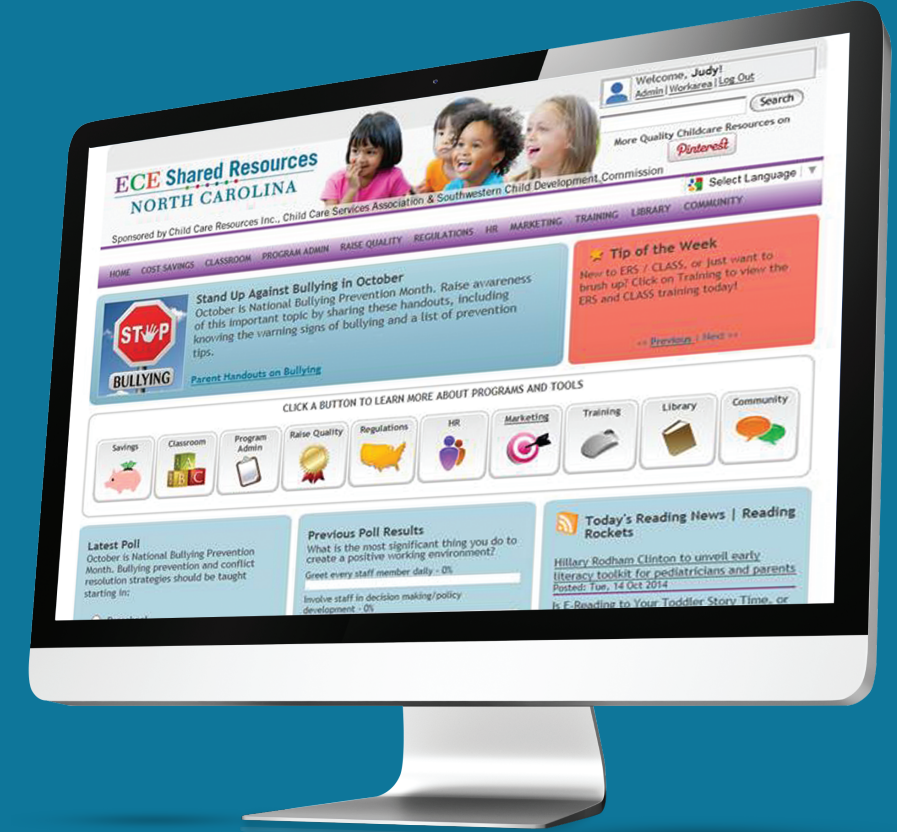 Welcome, Judy!
Admin | Workarea | Log Out
Search
More Quality Childcare Resources on
Pinterest
ECE Shared Resources
NORTH CAROLINA
Sponsored by Child Care Resources Inc., Child Care Services Association & Southwestern Child Development Commission
Select Language
HOME COST SAVINGS CLASSROOM PROGRAM ADMIN RAISE QUALITY REGULATIONS HR MARKETING TRAINING LIBRARY COMMUNITY
STOP
BULLYING
Stand Up Against Bullying in October
October is National Bullying Prevention Month. Raise awareness
of this important topic by sharing these handouts, including
knowing the warning signs of bullying and a list of prevention
tips.
Parent Handouts on Bullying
Tip of the Week
New to ERS / CLASS, or just want to
brush up? Click on Training to view the
ERS and CLASS training today!
<< Previous | Next >>
CLICK A BUTTON TO LEARN MORE ABOUT PROGRAMS AND TOOLS
Savings
Classroom
Program
Admin
Raise Quality
Regulations
HR
Marketing
Training
Library
Community
A
B C
Latest Poll
October is National Bullying Prevention
Month. Bullying prevention and conflict
resolution strategies should be taught
starting in:
Previous Poll Results
What is the most significant thing you do to
create a positive working environment?
Greet every staff member daily - 0%
Involve staff in decision making/policy
development - 0%
Today's Reading News | Reading
Rockets
Hillary Rodham Clinton to unveil early
literacy toolkit for pediatricians and parents
Posted: Tue, 14 Oct 2014
Is E-Reading to Your Toddler Story Time, or